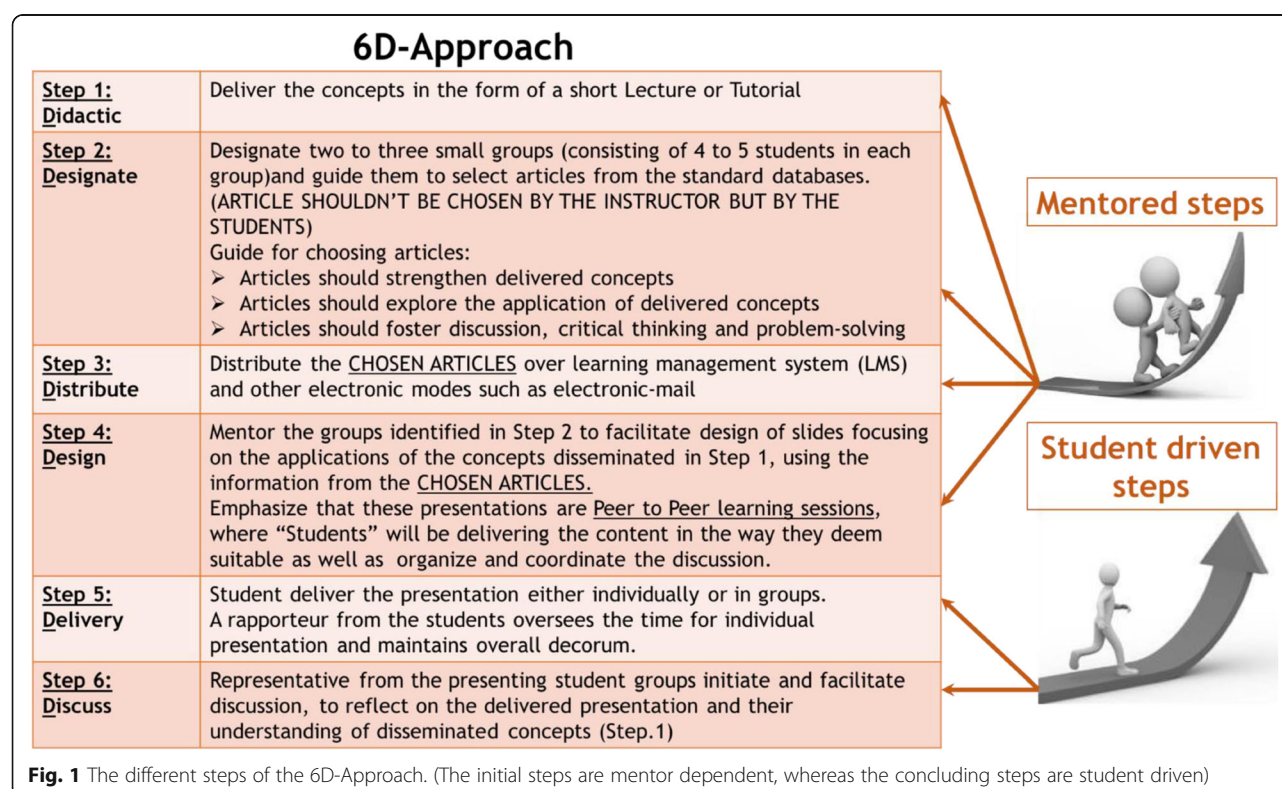 6D-Approach
Step 1:
Didactic
Deliver the concepts in the form of a short Lecture or Tutorial
Step 2:
Designate
Designate two to three small groups (consisting of 4 to 5 students in each
group)and guide them to select articles from the standard databases.
(ARTICLE SHOULDN'T BE CHOSEN BY THE INSTRUCTOR BUT BY THE
STUDENTS)
Guide for choosing articles:
➢ Articles should strengthen delivered concepts
➢ Articles should explore the application of delivered concepts
➢ Articles should foster discussion, critical thinking and problem-solving
Step 3:
Distribute
Distribute the CHOSEN ARTICLES over learning management system (LMS)
and other electronic modes such as electronic-mail
Step 4:
Design
Mentor the groups identified in Step 2 to facilitate design of slides focusing
on the applications of the concepts disseminated in Step 1, using the
information from the CHOSEN ARTICLES.
Emphasize that these presentations are Peer to Peer learning sessions,
where “Students” will be delivering the content in the way they deem
suitable as well as organize and coordinate the discussion.
Step 5:
Delivery
Student deliver the presentation either individually or in groups.
A rapporteur from the students oversees the time for individual
presentation and maintains overall decorum.
Step 6:
Discuss
Representative from the presenting student groups initiate and facilitate
discussion, to reflect on the delivered presentation and their
understanding of disseminated concepts (Step.1)
Mentored steps
Student driven
steps
Fig. 1 The different steps of the 6D-Approach. (The initial steps are mentor dependent, whereas the concluding steps are student driven)